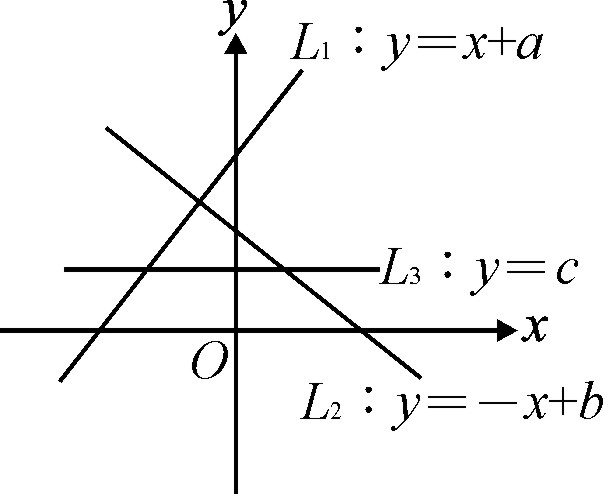 y
L₁：y=x+a
L₃：y=c
x
O
L₂：y=−x+b